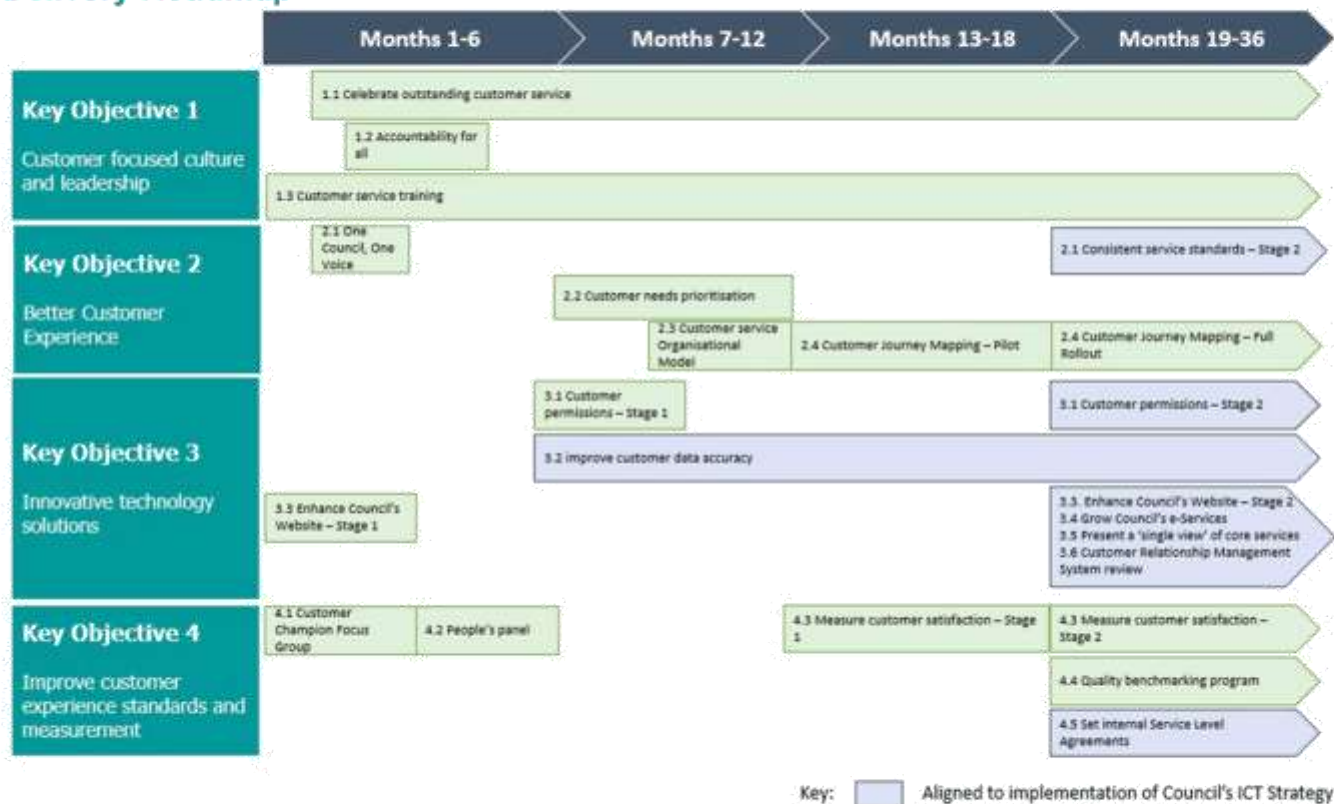 Months 1-6
Months 7-12
Months 13-18
Months 19-36
Key Objective 1
Customer focused culture
and leadership
1.1 Celebrate outstanding customer service
1.2 Accountability for
all
1.3 Customer service training
Key Objective 2
Better Customer
Experience
2.1 One
Council, One
Voice
2.1 Consistent service standards – Stage 2
2.2 Customer needs prioritisation
2.3 Customer service
Organisational
Model
2.4 Customer Journey Mapping – Pilot
2.4 Customer Journey Mapping – Full
Rollout
Key Objective 3
Innovative technology
solutions
3.1 Customer
permissions – Stage 1
3.1 Customer permissions – Stage 2
3.2 improve customer data accuracy
3.3 Enhance Council's
Website – Stage 1
3.3. Enhance Council's Website – Stage 2
3.4 Grow Council's e-Services
3.5 Present a 'single view' of core services
3.6 Customer Relationship Management
System review
Key Objective 4
Improve customer
experience standards and
measurement
4.1 Customer
Champion Focus
Group
4.2 People's panel
4.3 Measure customer satisfaction – Stage
1
4.3 Measure customer satisfaction –
Stage 2
4.4 Quality benchmarking program
4.5 Set Internal Service Level
Agreements
Key:
Aligned to implementation of Council's ICT Strategy